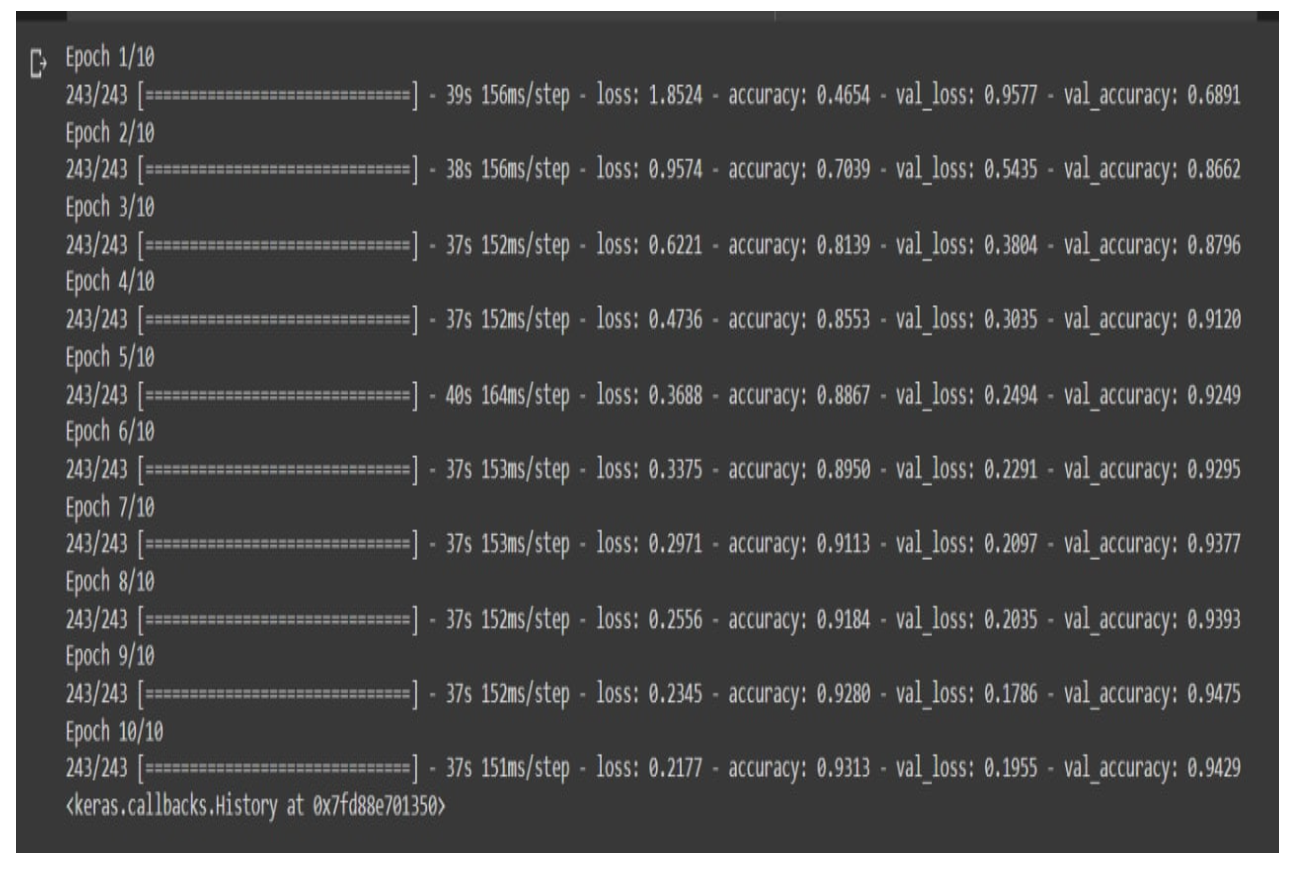 Epoch 1/10
243/243 [==============================] - 39s 156ms/step - loss: 1.8524 - accuracy: 0.4654 - val_loss: 0.9577 - val_accuracy: 0.6891
Epoch 2/10
243/243 [==============================] - 38s 156ms/step - loss: 0.9574 - accuracy: 0.7039 - val_loss: 0.5435 - val_accuracy: 0.8662
Epoch 3/10
243/243 [==============================] - 37s 152ms/step - loss: 0.6221 - accuracy: 0.8139 - val_loss: 0.3804 - val_accuracy: 0.8796
Epoch 4/10
243/243 [==============================] - 37s 152ms/step - loss: 0.4736 - accuracy: 0.8553 - val_loss: 0.3035 - val_accuracy: 0.9120
Epoch 5/10
243/243 [==============================] - 40s 164ms/step - loss: 0.3688 - accuracy: 0.8867 - val_loss: 0.2494 - val_accuracy: 0.9249
Epoch 6/10
243/243 [==============================] - 37s 153ms/step - loss: 0.3375 - accuracy: 0.8950 - val_loss: 0.2291 - val_accuracy: 0.9295
Epoch 7/10
243/243 [==============================] - 37s 153ms/step - loss: 0.2971 - accuracy: 0.9113 - val_loss: 0.2097 - val_accuracy: 0.9377
Epoch 8/10
243/243 [==============================] - 37s 152ms/step - loss: 0.2556 - accuracy: 0.9184 - val_loss: 0.2035 - val_accuracy: 0.9393
Epoch 9/10
243/243 [==============================] - 37s 152ms/step - loss: 0.2345 - accuracy: 0.9280 - val_loss: 0.1786 - val_accuracy: 0.9475
Epoch 10/10
243/243 [==============================] - 37s 151ms/step - loss: 0.2177 - accuracy: 0.9313 - val_loss: 0.1955 - val_accuracy: 0.9429
<keras.callbacks.History at 0x7fd88e701350>